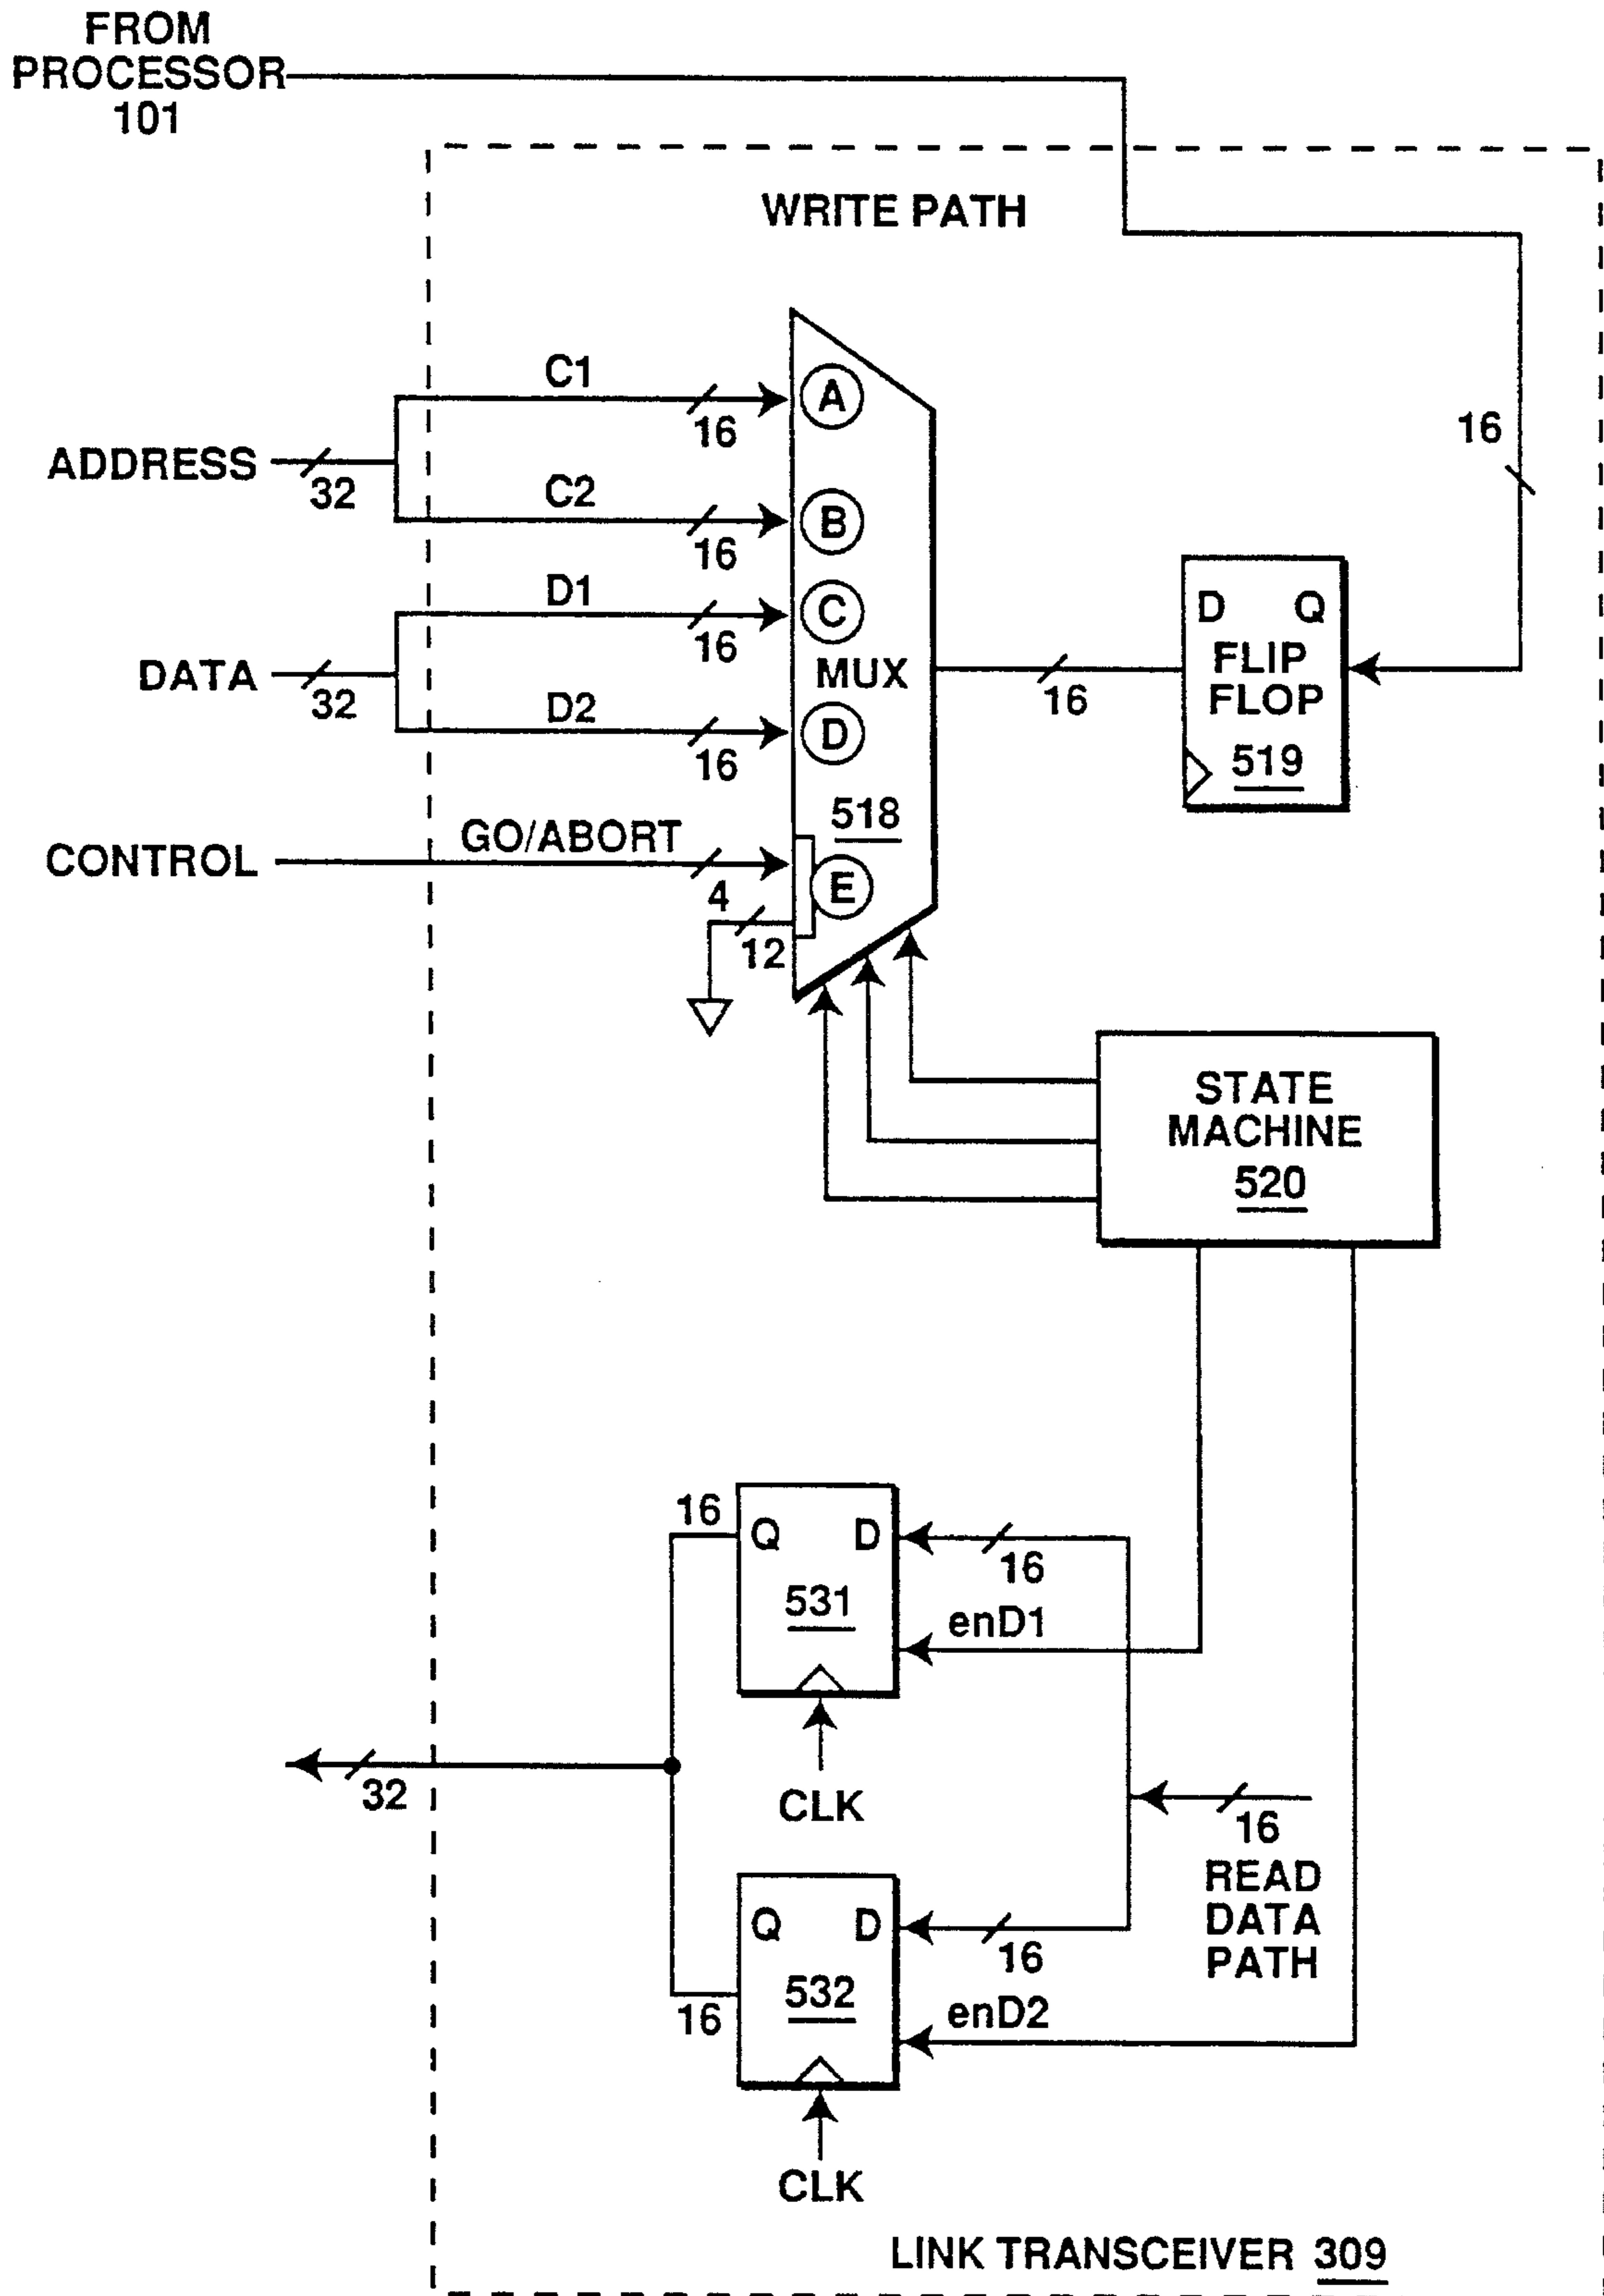 FROM
PROCESSOR
101
WRITE PATH
C1
16
A
ADDRESS
32
C2
16
B
16
D1
16
C
DATA
32
MUX
D2
16
D
16
D Q
FLIP
FLOP
519
518
CONTROL
GO/ABORT
4
E
12
STATE
MACHINE
520
16
Q D
16
531
enD1
CLK
32
16
READ
DATA
PATH
Q D
16
532
16
enD2
CLK
LINK TRANSCEIVER 309